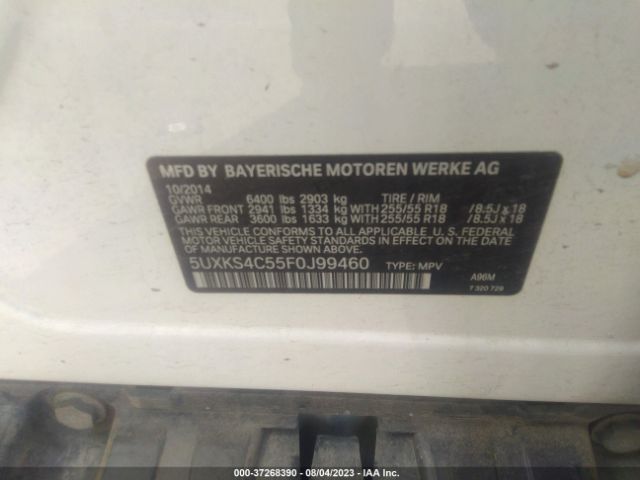 MFD BY BAYERISCHE MOTOREN WERKE AG
10/2014
GVWR 6400 lbs 2903 kg TIRE / RIM
GAWR FRONT 2941 lbs 1334 kg WITH 255/55 R18 /8.5J x 18
GAWR REAR 3600 lbs 1633 kg WITH 255/55 R18 /8.5J x 18
THIS VEHICLE CONFORMS TO ALL APPLICABLE U. S. FEDERAL
MOTOR VEHICLE SAFETY STANDARDS IN EFFECT ON THE DATE
OF MANUFACTURE SHOWN ABOVE.
5UXKS4C55F0J99460 TYPE: MPV
A96M
7 320 729
000-37268390 - 08/04/2023 - IAA Inc.